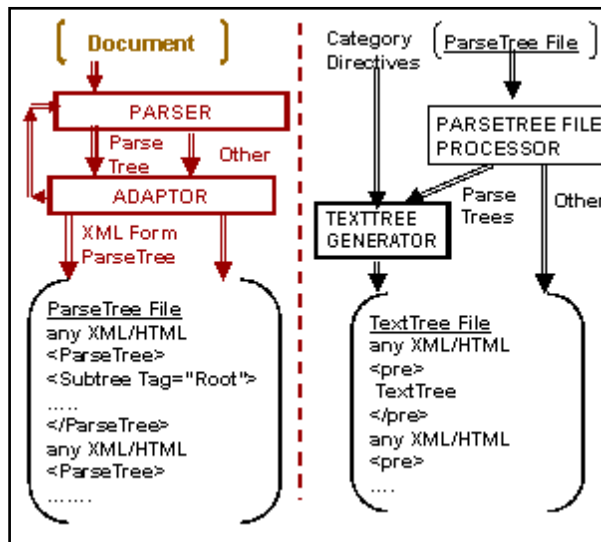 Document
PARSER
Parse
Tree
Other
ADAPTOR
XML Form
ParseTree
ParseTree File
any XML/HTML
<ParseTree>
<Subtree Tag="Root">
.....
</ParseTree>
any XML/HTML
<ParseTree>
.......
Category
Directives
ParseTree File
PARSETREE FILE
PROCESSOR
Parse
Trees
Other
TEXTTREE
GENERATOR
TextTree File
any XML/HTML
<pre>
TextTree
</pre>
any XML/HTML
<pre>
....